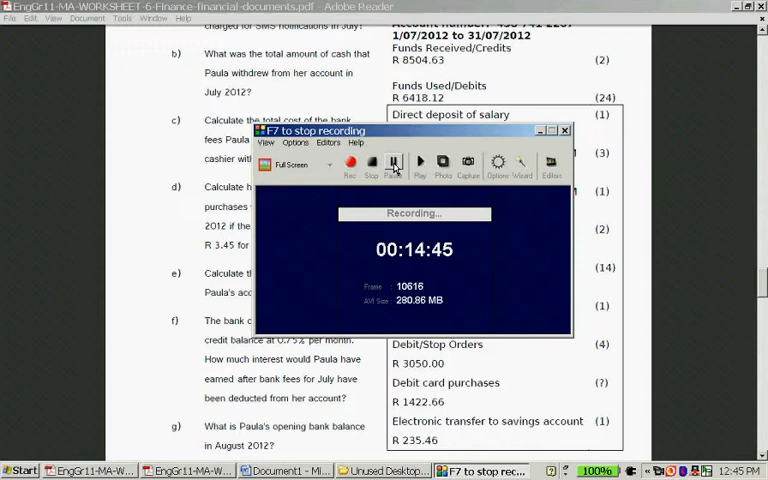 EngGr11-MA-WORKSHEET-6-Finance-financial-documents.pdf - Adobe Reader
File Edit View Document Tools Window Help
charged for SMS notifications in July?
b) What was the total amount of cash that
Paula withdrew from her account in
July 2012?
c) Calculate the total cost of the bank
fees Paula
cashier with
d) Calculate
purchases
2012 if the
R 3.45 for
e) Calculate
Paula's
f) The bank
credit balance at 0.75% per month.
How much interest would Paula have
earned after bank fees for July have
been deducted from her account?
g) What is Paula's opening bank balance
in August 2012?
1/07/2012 to 31/07/2012
Funds Received/Credits
R 8504.63 (2)
Funds Used/Debits
R 6418.12 (24)
Direct deposit of salary (1)
(3)
(1)
(2)
(14)
(1)
Debit/Stop Orders (4)
R 3050.00
Debit card purchases (?)
R 1422.66
Electronic transfer to savings account (1)
R 235.46
F7 to stop recording
View Options Editors Help
Full Screen
Rec Stop Pause Play Photo Capture Options Wizard Editors
Recording...
00:14:45
Frame : 10616
AVI Size : 280.86 MB
Start EngGr11-MA-W... EngGr11-MA-W... Document1 - Mi... Unused Desktop... F7 to stop rec... 100% 12:45 PM